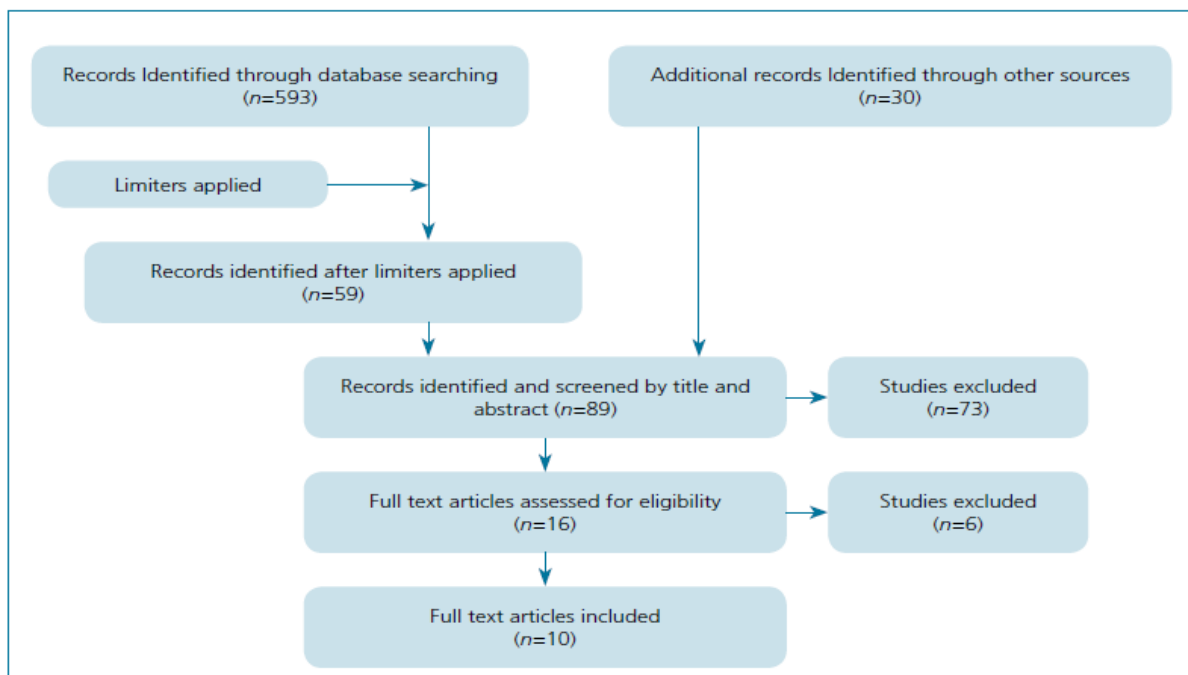 Records Identified through database searching
(n=593)
Additional records Identified through other sources
(n=30)
Limiters applied
Records identified after limiters applied
(n=59)
Records identified and screened by title and
abstract (n=89)
Studies excluded
(n=73)
Full text articles assessed for eligibility
(n=16)
Studies excluded
(n=6)
Full text articles included
(n=10)